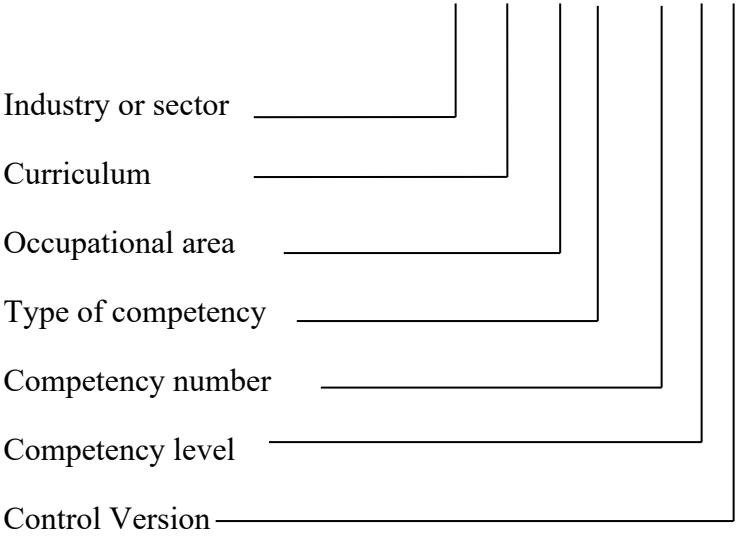 Industry or sector
Curriculum
Occupational area
Type of competency
Competency number
Competency level
Control Version